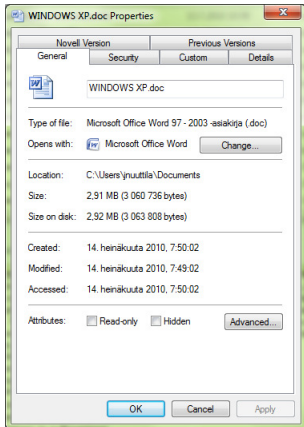 WINDOWS XP.doc Properties
Novell Version Previous Versions
General Security Custom Details
WINDOWS XP.doc
Type of file: Microsoft Office Word 97 - 2003 -asiakirja (.doc)
Opens with: Microsoft Office Word Change...
Location: C:\Users\jnuuttila\Documents
Size: 2,91 MB (3 060 736 bytes)
Size on disk: 2,92 MB (3 063 808 bytes)
Created: 14. heinäkuuta 2010, 7:50:02
Modified: 14. heinäkuuta 2010, 7:49:02
Accessed: 14. heinäkuuta 2010, 7:50:02
Attributes: Read-only Hidden Advanced...
OK Cancel Apply